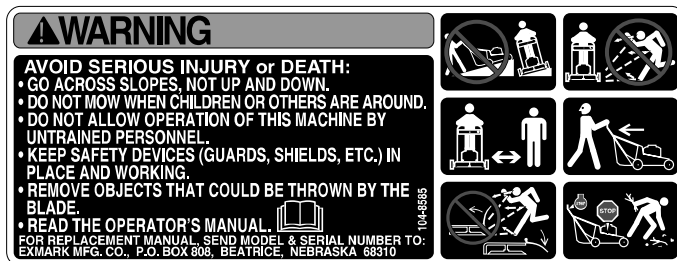 WARNING
AVOID SERIOUS INJURY or DEATH:
• GO ACROSS SLOPES, NOT UP AND DOWN.
• DO NOT MOW WHEN CHILDREN OR OTHERS ARE AROUND.
• DO NOT ALLOW OPERATION OF THIS MACHINE BY
UNTRAINED PERSONNEL.
• KEEP SAFETY DEVICES (GUARDS, SHIELDS, ETC.) IN
PLACE AND WORKING.
• REMOVE OBJECTS THAT COULD BE THROWN BY THE
BLADE.
• READ THE OPERATOR'S MANUAL.
FOR REPLACEMENT MANUAL, SEND MODEL & SERIAL NUMBER TO:
EXMARK MFG. CO., P.O. BOX 808, BEATRICE, NEBRASKA 68310
104-8585
STOP
STOP